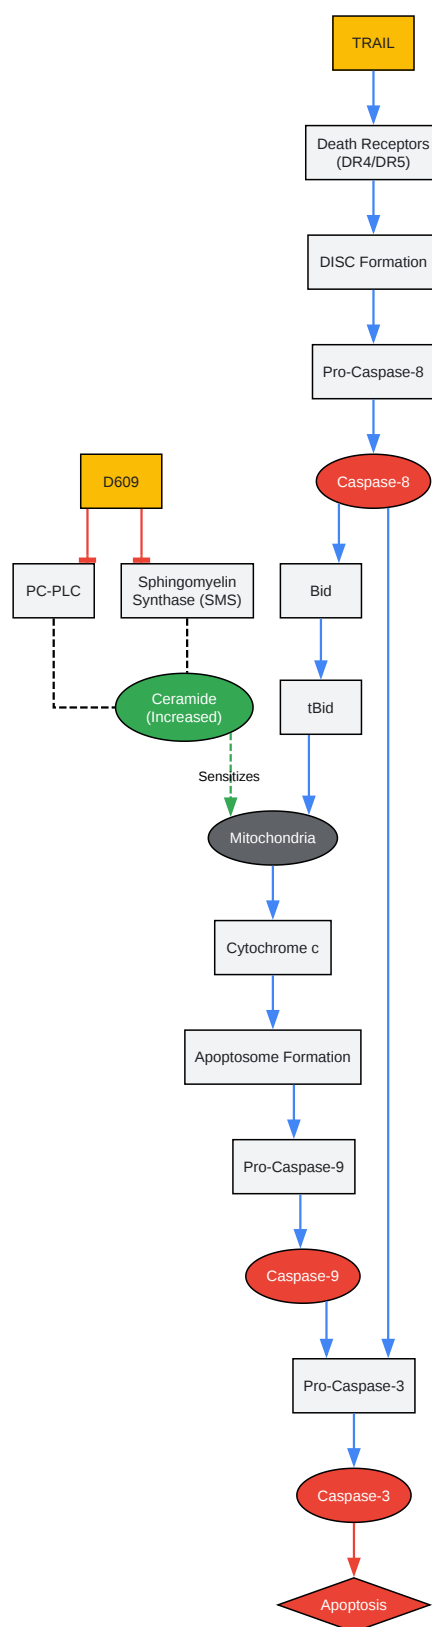 TRAIL
Death Receptors
(DR4/DR5)
DISC Formation
Pro-Caspase-8
D609
Caspase-8
PC-PLC
Sphingomyelin
Synthase (SMS)
Bid
Ceramide
(Increased)
tBid
Sensitizes
Mitochondria
Cytochrome c
Apoptosome Formation
Pro-Caspase-9
Caspase-9
Pro-Caspase-3
Caspase-3
Apoptosis